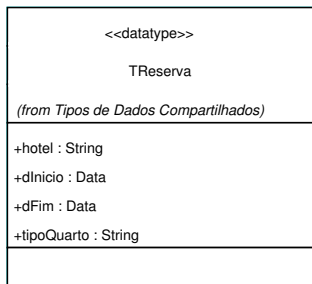 <<datatype>>
TReserva
(from Tipos de Dados Compartilhados)
+hotel : String
+dInicio : Data
+dFim : Data
+tipoQuarto : String